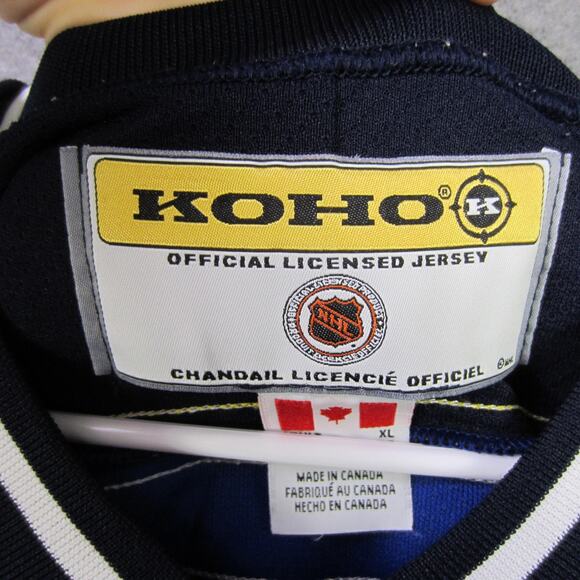 KOHO® K
OFFICIAL LICENSED JERSEY
NHL
CHANDAIL LICENCIÉ OFFICIEL
XL
MADE IN CANADA
FABRIQUÉ AU CANADA
HECHO EN CANADA